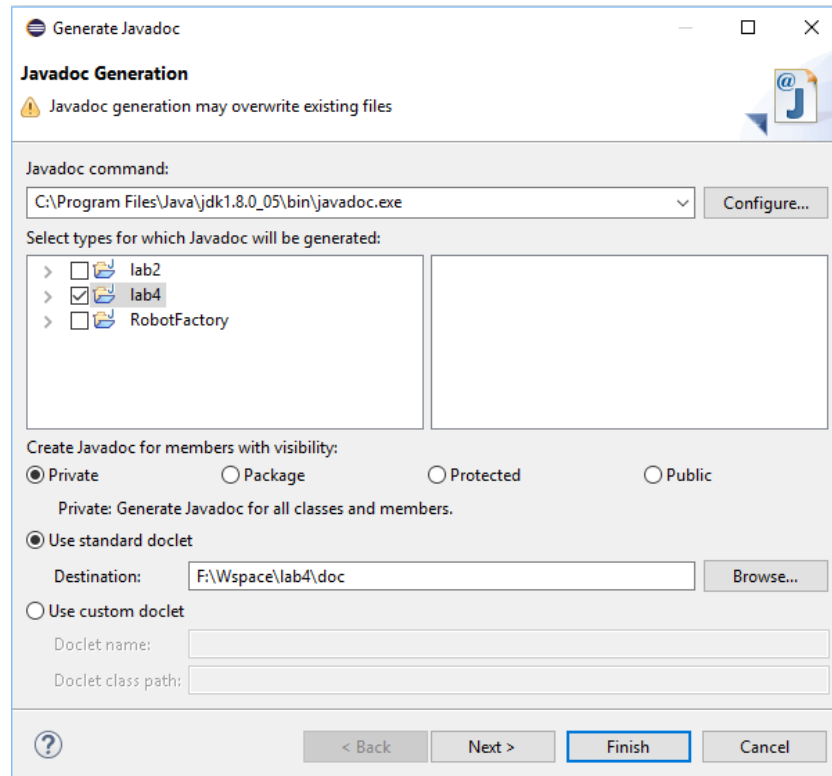 Generate Javadoc
Javadoc Generation
Javadoc generation may overwrite existing files
@
J
Javadoc command:
C:\Program Files\Java\jdk1.8.0_05\bin\javadoc.exe
Configure...
Select types for which Javadoc will be generated:
lab2
lab4
RobotFactory
Create Javadoc for members with visibility:
Private Package Protected Public
Private: Generate Javadoc for all classes and members.
Use standard doclet
Destination: F:\Wspace\lab4\doc Browse...
Use custom doclet
Doclet name:
Doclet class path:
? < Back Next > Finish Cancel